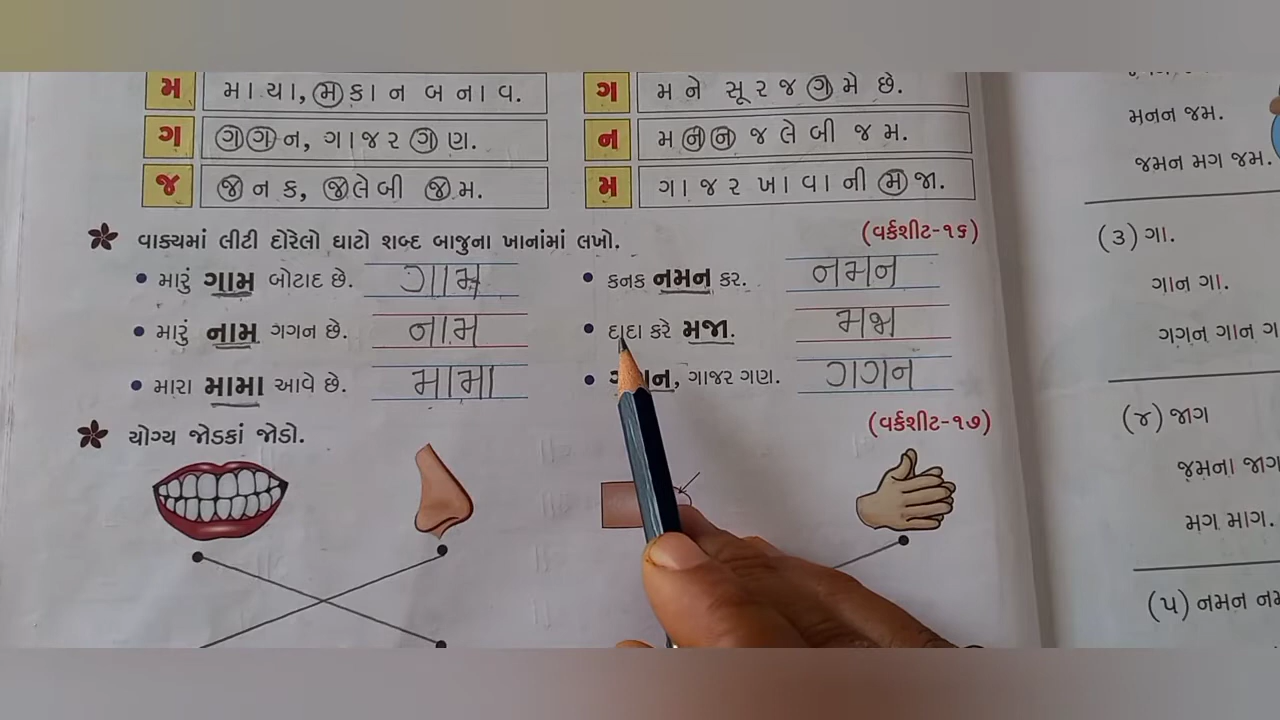 મ મા યા, મ કા ન બ ના વ.
ગ મ ને સૂ ર જ ગ મે છે.
ગ ગ ગ ન, ગા જ ર ગ ણ.
ન મ ન ન જ લે બી જ મ.
જ જ ન ક, જ લે બી જ મ.
મ ગા જ ર ખા વા ની મ જા.
વાક્યમાં લીટી દોરેલો ઘાટો શબ્દ બાજુના ખાનાંમાં લખો. (વર્કશીટ-૧૬)
• મારું ગામ બોટાદ છે. ગામ
• કનક નમન કર. નમન
• મારું નામ ગગન છે. નામ
• દાદા કરે મજા. મજા
• મારા મામા આવે છે. મામા
• ગગન, ગાજર ગણ. ગગન
યોગ્ય જોડકાં જોડો. (વર્કશીટ-૧૭)
મનન જમ.
જમન મગ જમ.
(૩) ગા.
ગાન ગા.
ગગન ગાન ગ
(૪) જાગ
જમના જાગ
મગ માગ.
(૫) નમન નમ